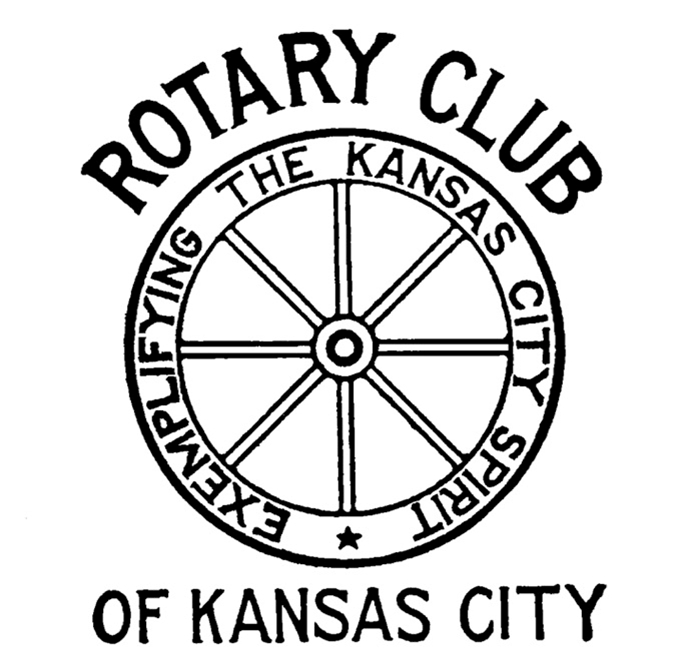 ROTARY CLUB
EXEMPLIFYING THE KANSAS CITY SPIRIT
OF KANSAS CITY